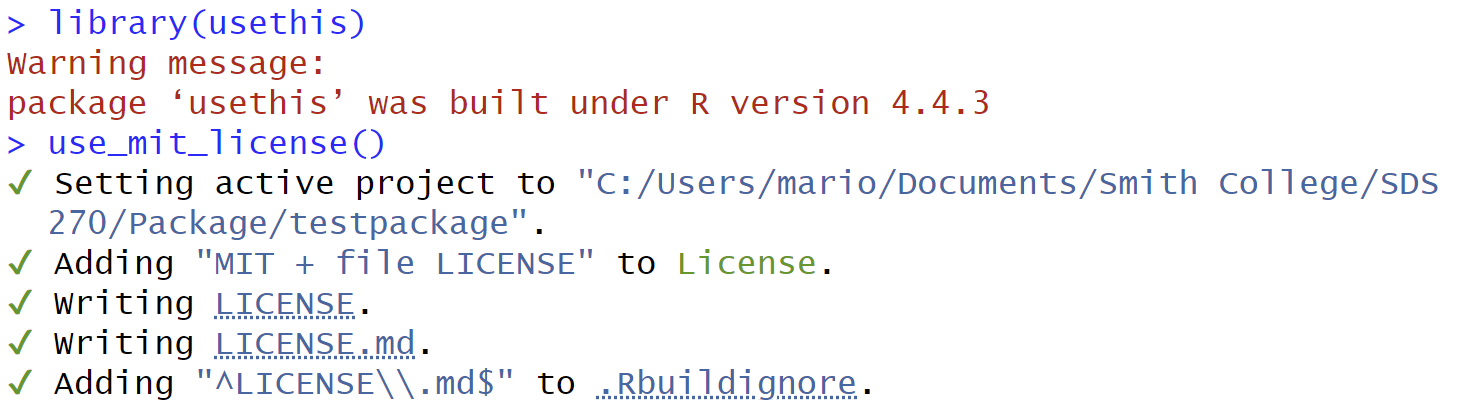 > library(usethis)
Warning message:
package ‘usethis’ was built under R version 4.4.3
> use_mit_license()
✔ Setting active project to "C:/Users/mario/Documents/Smith College/SDS
270/Package/testpackage".
✔ Adding "MIT + file LICENSE" to License.
✔ Writing LICENSE.
✔ Writing LICENSE.md.
✔ Adding "^LICENSE\\.md$" to .Rbuildignore.